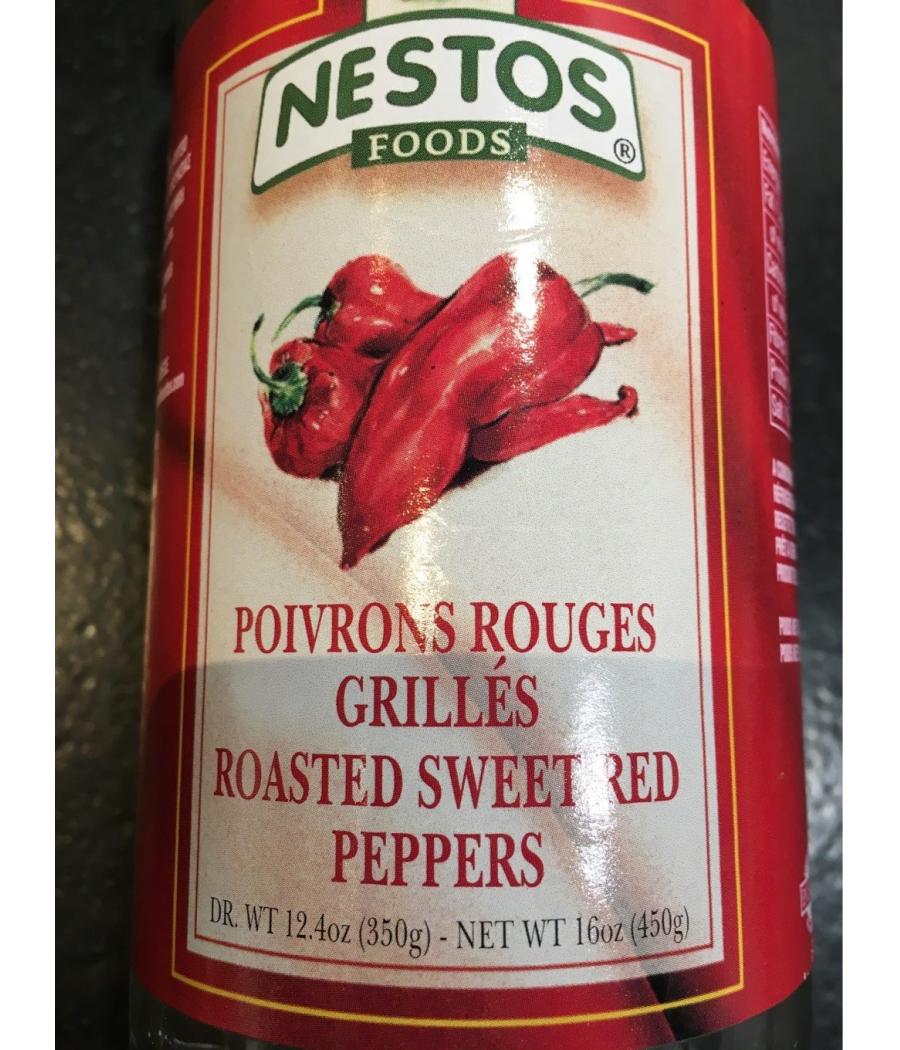 NESTOS
FOODS
®
POIVRONS ROUGES
GRILLÉS
ROASTED SWEET RED
PEPPERS
DR. WT 12.4oz (350g) - NET WT 16oz (450g)